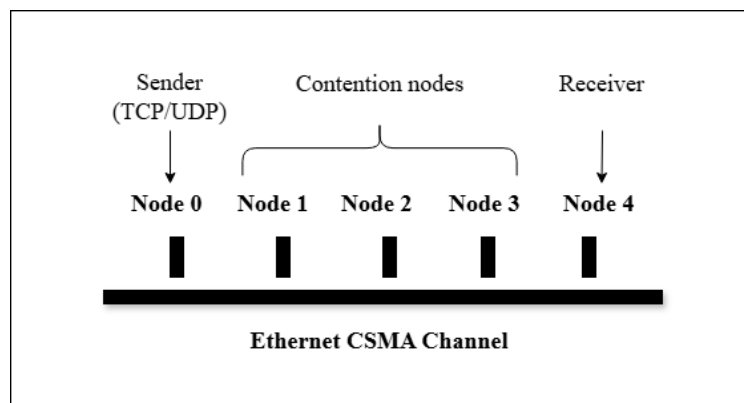 Sender
(TCP/UDP)
Contention nodes
Receiver
Node 0
Node 1
Node 2
Node 3
Node 4
Ethernet CSMA Channel